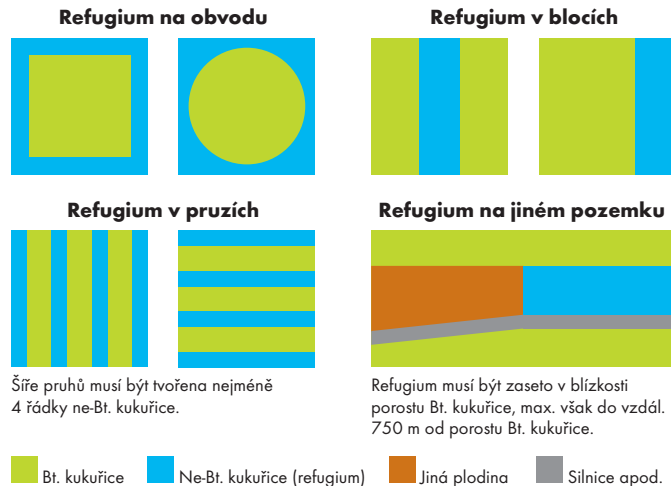 Refugium na obvodu
Refugium v blocích
Refugium v pruzích
Refugium na jiném pozemku
Šíře pruhů musí být tvořena nejméně
4 řádky ne-Bt. kukuřice.
Refugium musí být zaseto v blízkosti
porostu Bt. kukuřice, max. však do vzdál.
750 m od porostu Bt. kukuřice.
Bt. kukuřice
Ne-Bt. kukuřice (refugium)
Jiná plodina
Silnice apod.